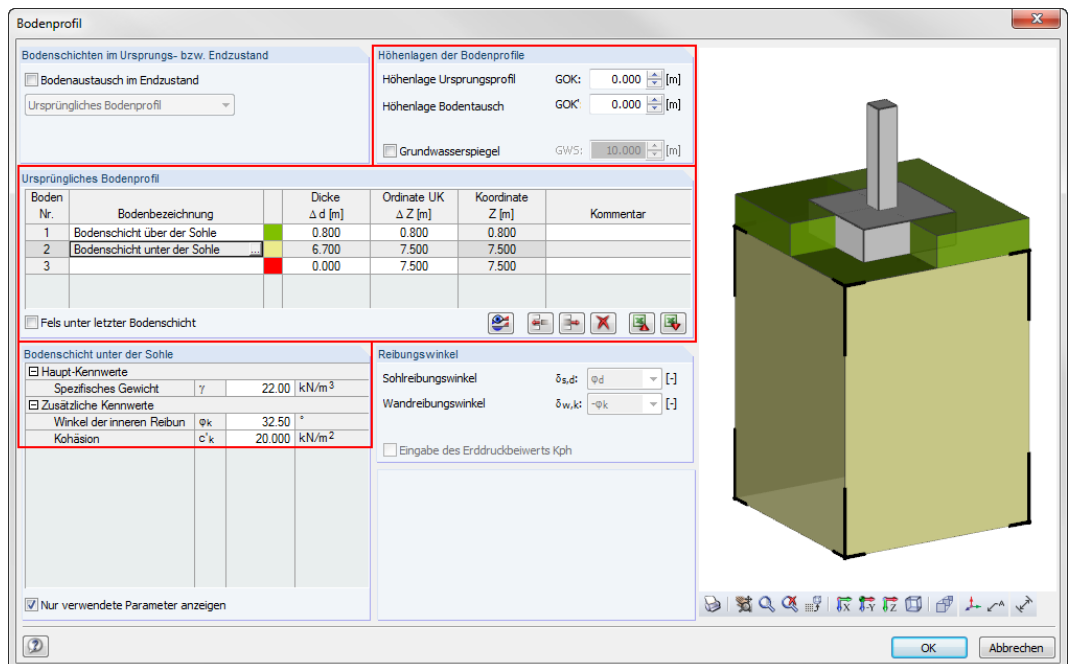 Bodenprofil
Bodenschichten im Ursprungs- bzw. Endzustand
Bodenaustausch im Endzustand
Ursprüngliches Bodenprofil
Höhenlagen der Bodenprofile
Höhenlage Ursprungsprofil GOK: 0.000 [m]
Höhenlage Bodentausch GOK': 0.000 [m]
Grundwasserspiegel GWS: 10.000 [m]
Ursprüngliches Bodenprofil
Boden Dicke Ordinate UK Koordinate
Nr. Bodenbezeichnung Δ d [m] Δ Z [m] Z [m] Kommentar
1 Bodenschicht über der Sohle 0.800 0.800 0.800
2 Bodenschicht unter der Sohle ... 6.700 7.500 7.500
3 0.000 7.500 7.500
Fels unter letzter Bodenschicht
Bodenschicht unter der Sohle
Haupt-Kennwerte
Spezifisches Gewicht γ 22.00 kN/m³
Zusätzliche Kennwerte
Winkel der inneren Reibun φk 32.50 °
Kohäsion c'k 20.000 kN/m²
Nur verwendete Parameter anzeigen
Reibungswinkel
Sohlreibungswinkel δs,d: φd [-]
Wandreibungswinkel δw,k: -φk [-]
Eingabe des Erddruckbeiwerts Kph
X -Y Z
OK Abbrechen